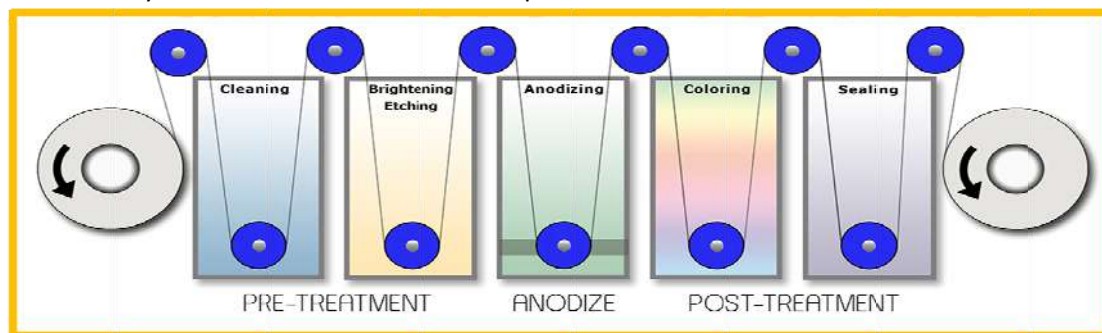 Cleaning
Brightening
Etching
Anodizing
Coloring
Sealing
PRE-TREATMENT
ANODIZE
POST-TREATMENT